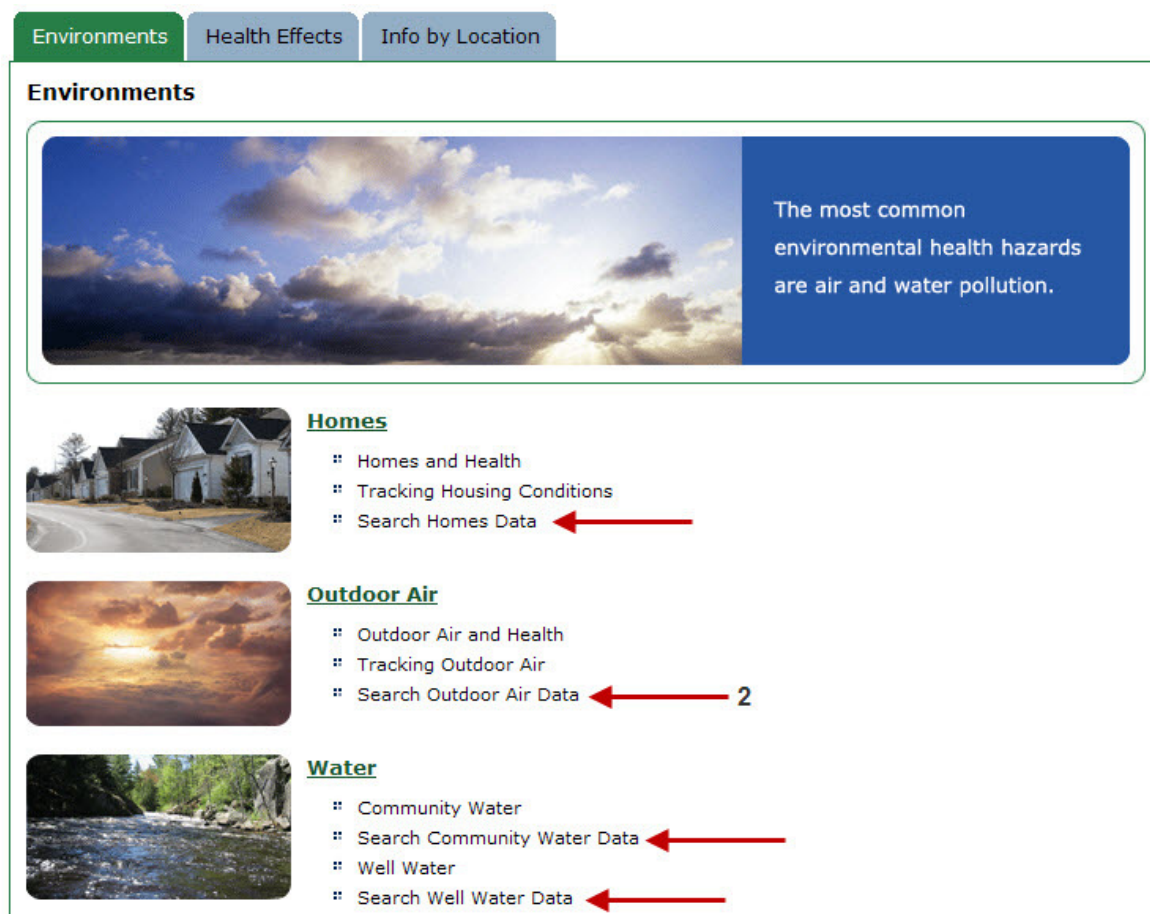 Environments Health Effects Info by Location
Environments
The most common
environmental health hazards
are air and water pollution.
Homes
Homes and Health
Tracking Housing Conditions
Search Homes Data
Outdoor Air
Outdoor Air and Health
Tracking Outdoor Air
Search Outdoor Air Data 2
Water
Community Water
Search Community Water Data
Well Water
Search Well Water Data